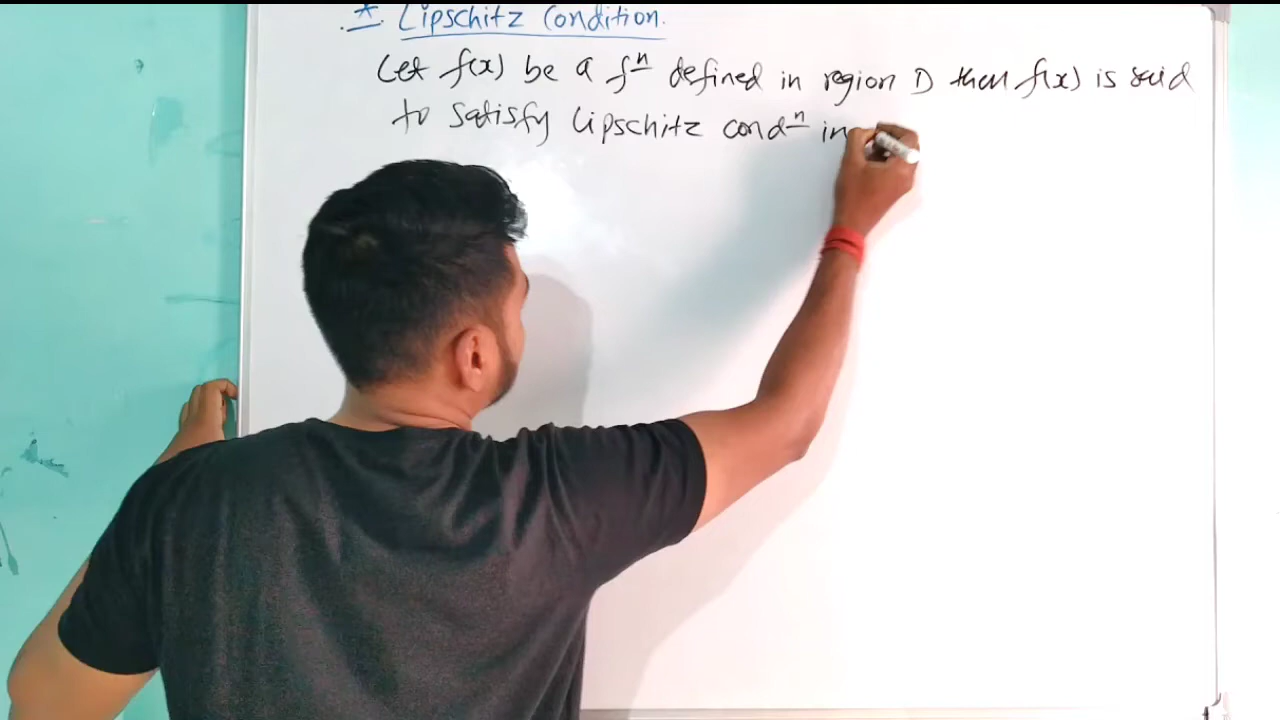 * Lipschitz Condition.
Let f(x) be a fn defined in region D then f(x) is said
to satisfy Lipschitz condn in